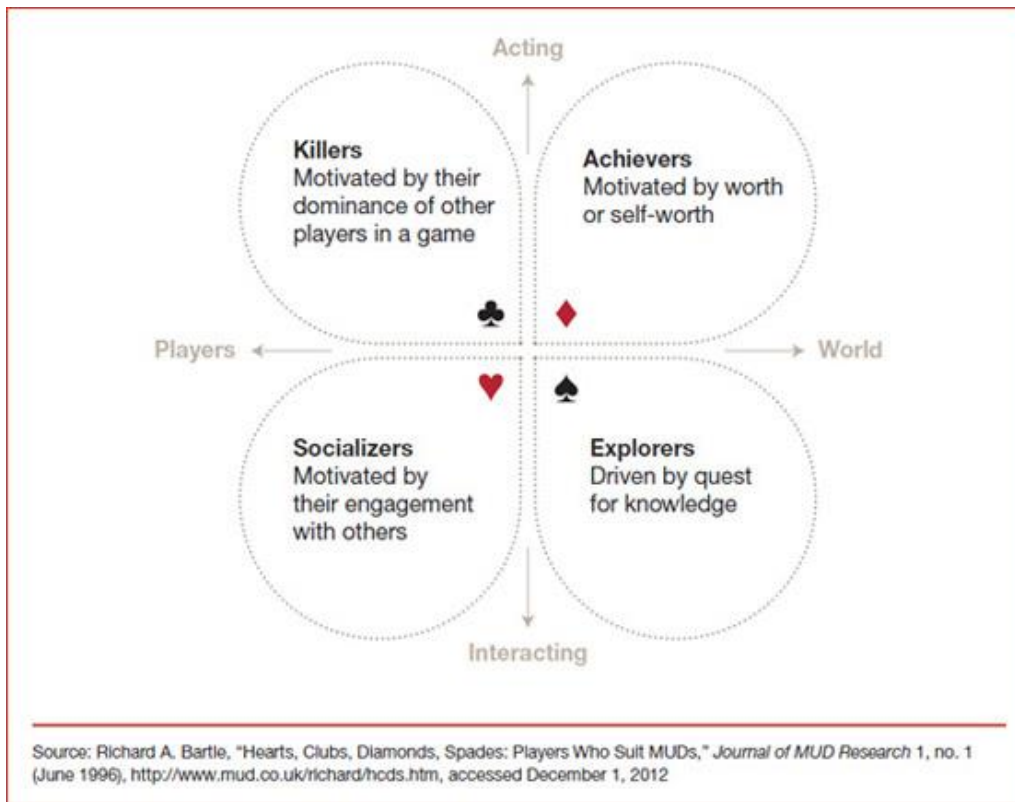 Acting
Killers
Motivated by their
dominance of other
players in a game
Achievers
Motivated by worth
or self-worth
Players
World
Socializers
Motivated by
their engagement
with others
Explorers
Driven by quest
for knowledge
Interacting
Source: Richard A. Bartle, “Hearts, Clubs, Diamonds, Spades: Players Who Suit MUDs,” Journal of MUD Research 1, no. 1
(June 1996), http://www.mud.co.uk/richard/hcds.htm, accessed December 1, 2012